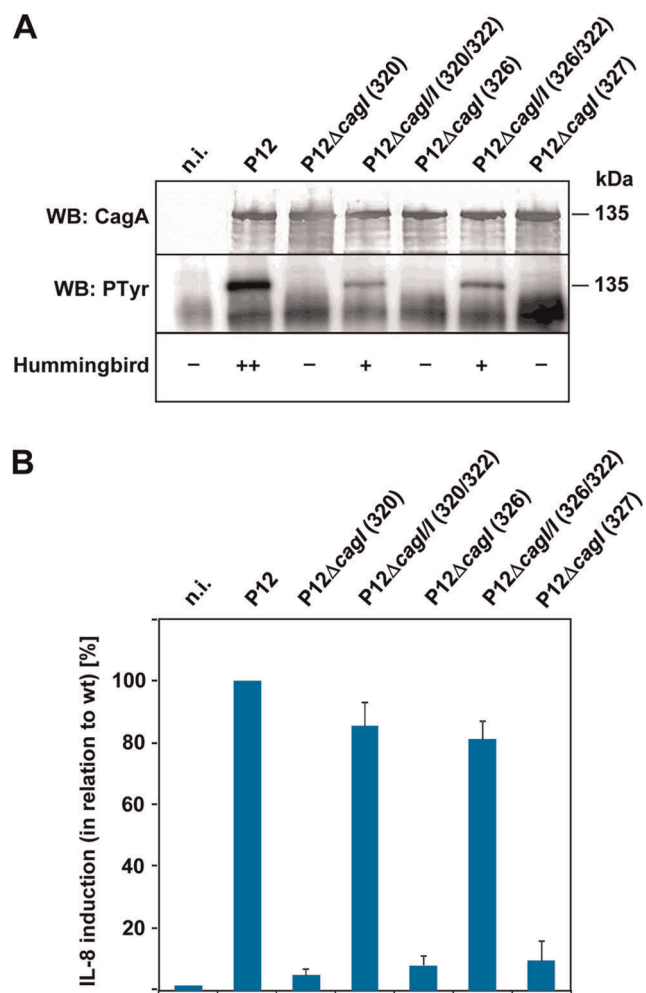 A
n.i.
P12
P12ΔcagI (320)
P12ΔcagI/I (320/322)
P12ΔcagI (326)
P12ΔcagI/I (326/322)
P12ΔcagI (327)
kDa
WB: CagA
135
WB: PTyr
135
Hummingbird − ++ − + − + −
B
n.i.
P12
P12ΔcagI (320)
P12ΔcagI/I (320/322)
P12ΔcagI (326)
P12ΔcagI/I (326/322)
P12ΔcagI (327)
IL-8 induction (in relation to wt) [%]
100
80
60
40
20